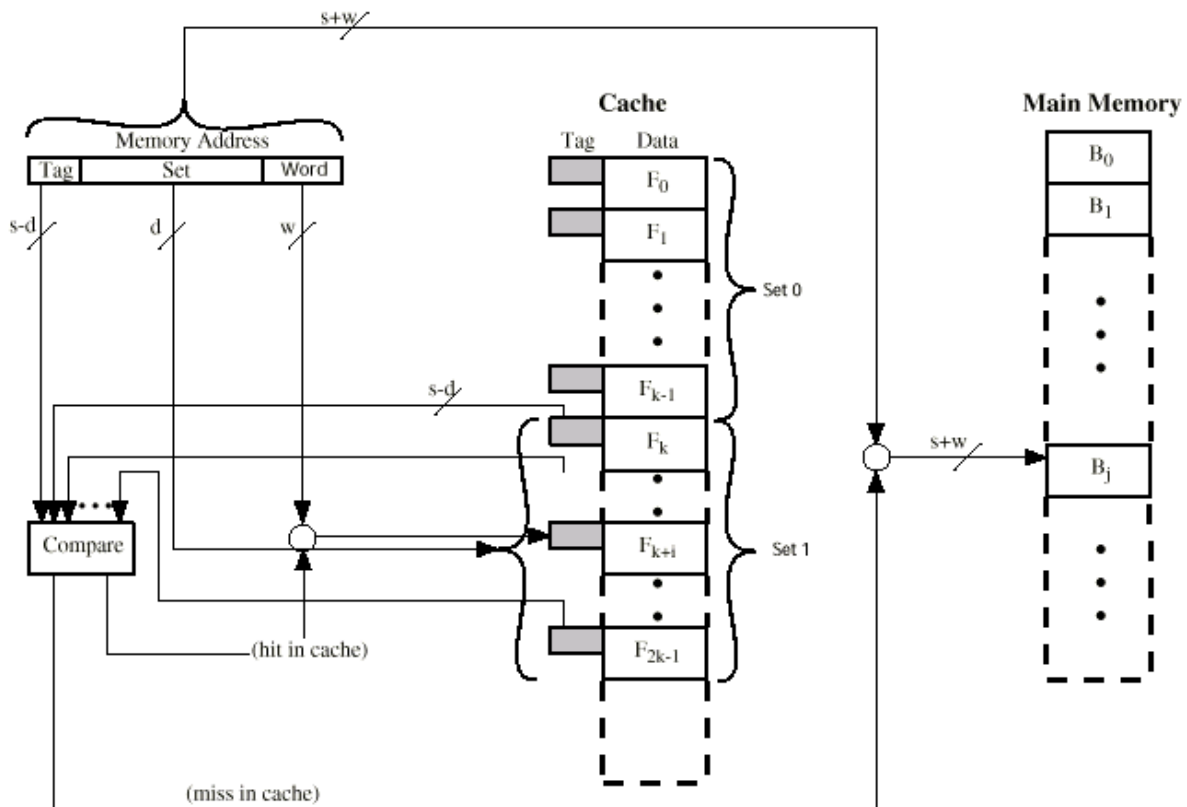 s+w
Cache
Main Memory
Memory Address
Tag Data
Tag Set Word
F0
B0
F1
B1
s-d d w
Set 0
s-d
Fk-1
Fk
s+w
Bj
Compare
Fk+i
Set 1
(hit in cache)
F2k-1
(miss in cache)